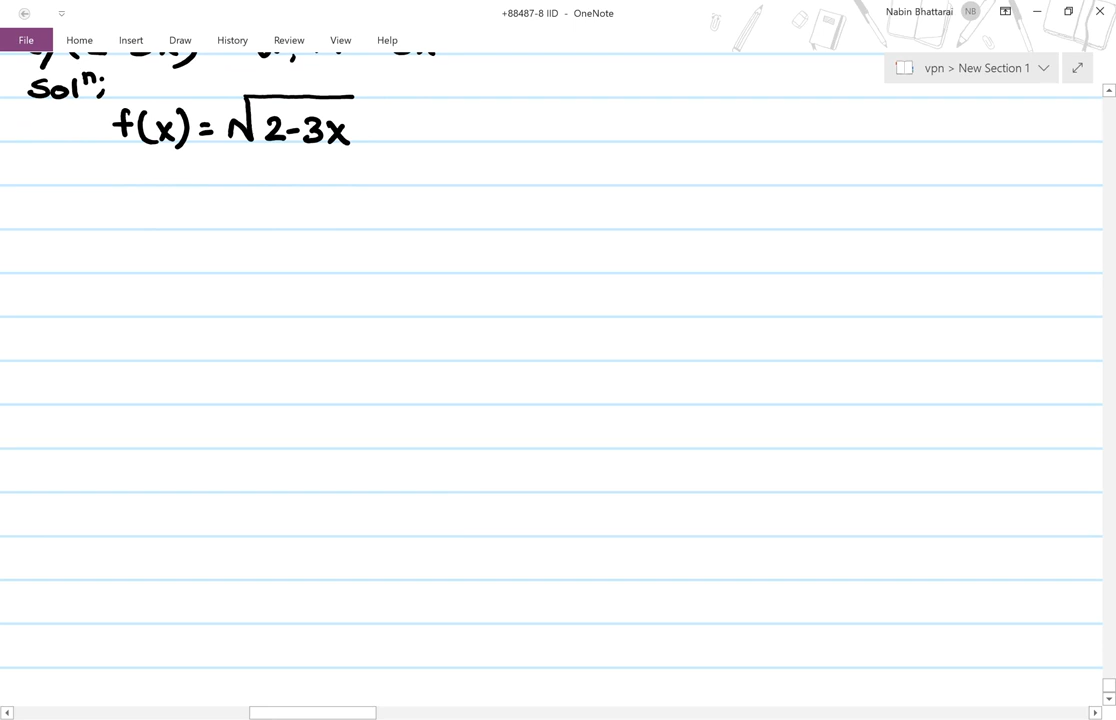 +88487-8 IID - OneNote
Nabin Bhattarai NB
File Home Insert Draw History Review View Help
vpn > New Section 1
Solⁿ;
f(x) = √2-3x